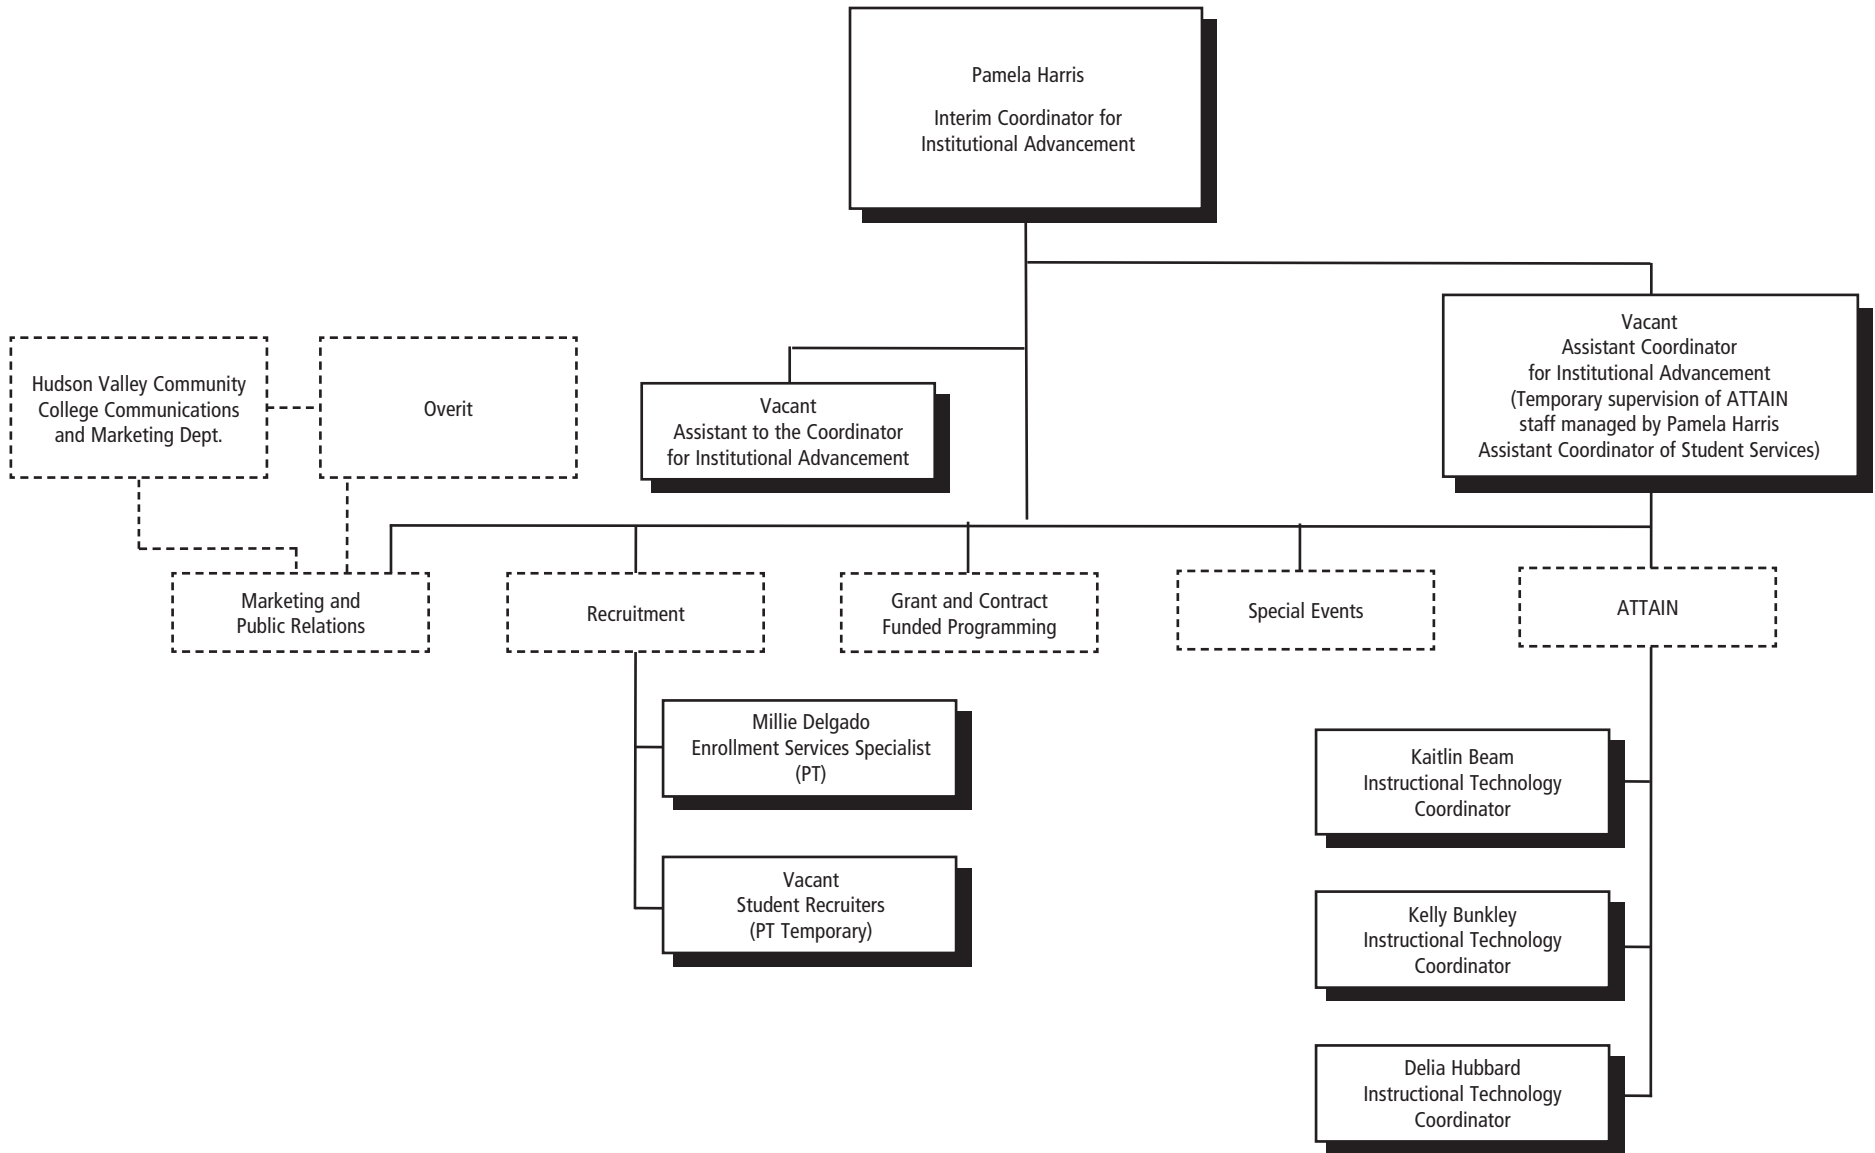 Pamela Harris
Interim Coordinator for
Institutional Advancement
Vacant
Assistant Coordinator
for Institutional Advancement
(Temporary supervision of ATTAIN
staff managed by Pamela Harris
Assistant Coordinator of Student Services)
Hudson Valley Community
College Communications
and Marketing Dept.
Overit
Vacant
Assistant to the Coordinator
for Institutional Advancement
Marketing and
Public Relations
Recruitment
Grant and Contract
Funded Programming
Special Events
ATTAIN
Millie Delgado
Enrollment Services Specialist
(PT)
Vacant
Student Recruiters
(PT Temporary)
Kaitlin Beam
Instructional Technology
Coordinator
Kelly Bunkley
Instructional Technology
Coordinator
Delia Hubbard
Instructional Technology
Coordinator